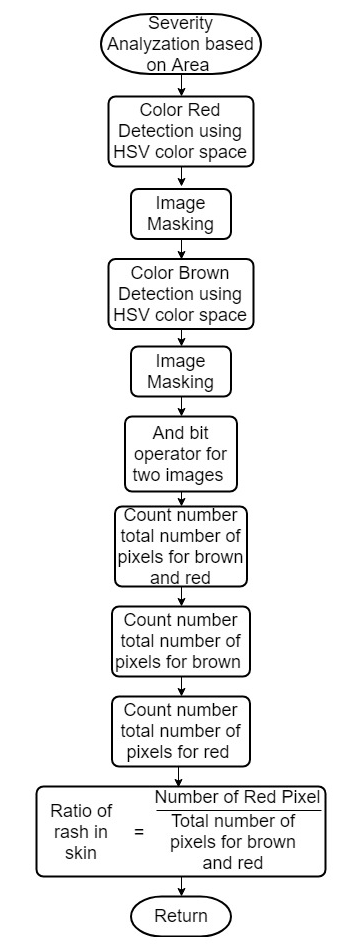 Severity
Analyzation based
on Area
Color Red
Detection using
HSV color space
Image
Masking
Color Brown
Detection using
HSV color space
Image
Masking
And bit
operator for
two images
Count number
total number of
pixels for brown
and red
Count number
total number of
pixels for brown
Count number
total number of
pixels for red
Ratio of
rash in
skin
=
Number of Red Pixel
Total number of
pixels for brown
and red
Return